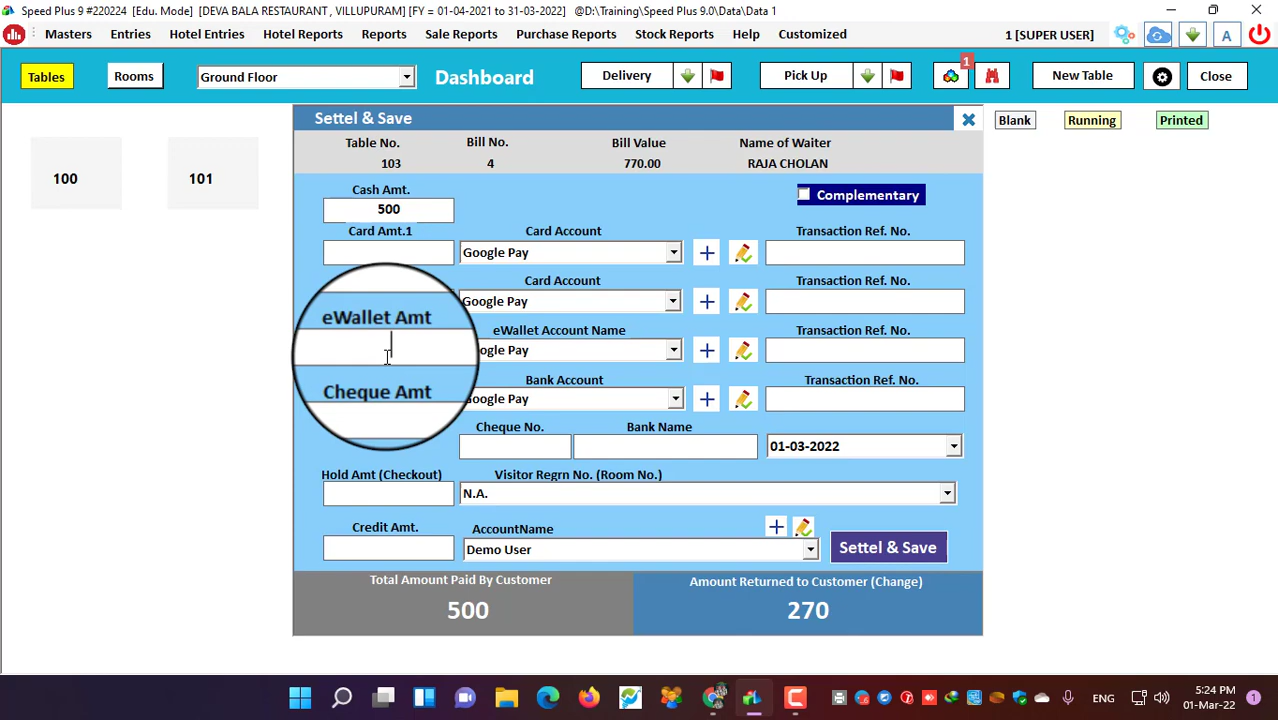 Speed Plus 9 #220224 [Edu. Mode] [DEVA BALA RESTAURANT , VILLUPURAM] [FY = 01-04-2021 to 31-03-2022] @D:\Training\Speed Plus 9.0\Data\Data 1
Masters Entries Hotel Entries Hotel Reports Reports Sale Reports Purchase Reports Stock Reports Help Customized 1 [SUPER USER] A
Tables Rooms Ground Floor Dashboard Delivery Pick Up 1 New Table Close
Settel & Save Blank Running Printed
Table No. Bill No. Bill Value Name of Waiter
103 4 770.00 RAJA CHOLAN
100 101
Cash Amt. Complementary
500
Card Amt.1 Card Account Transaction Ref. No.
Google Pay
Card Account Transaction Ref. No.
Google Pay
eWallet Amt eWallet Account Name Transaction Ref. No.
ogle Pay
Cheque Amt Bank Account Transaction Ref. No.
ogle Pay
Cheque No. Bank Name 01-03-2022
Hold Amt (Checkout) Visitor Regrn No. (Room No.)
N.A.
Credit Amt. AccountName
Demo User Settel & Save
Total Amount Paid By Customer Amount Returned to Customer (Change)
500 270
ENG 5:24 PM 1
01-Mar-22